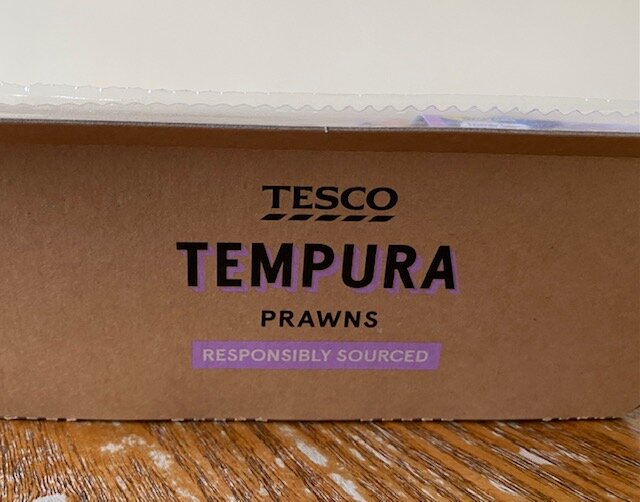 TESCO
TEMPURA
PRAWNS
RESPONSIBLY SOURCED